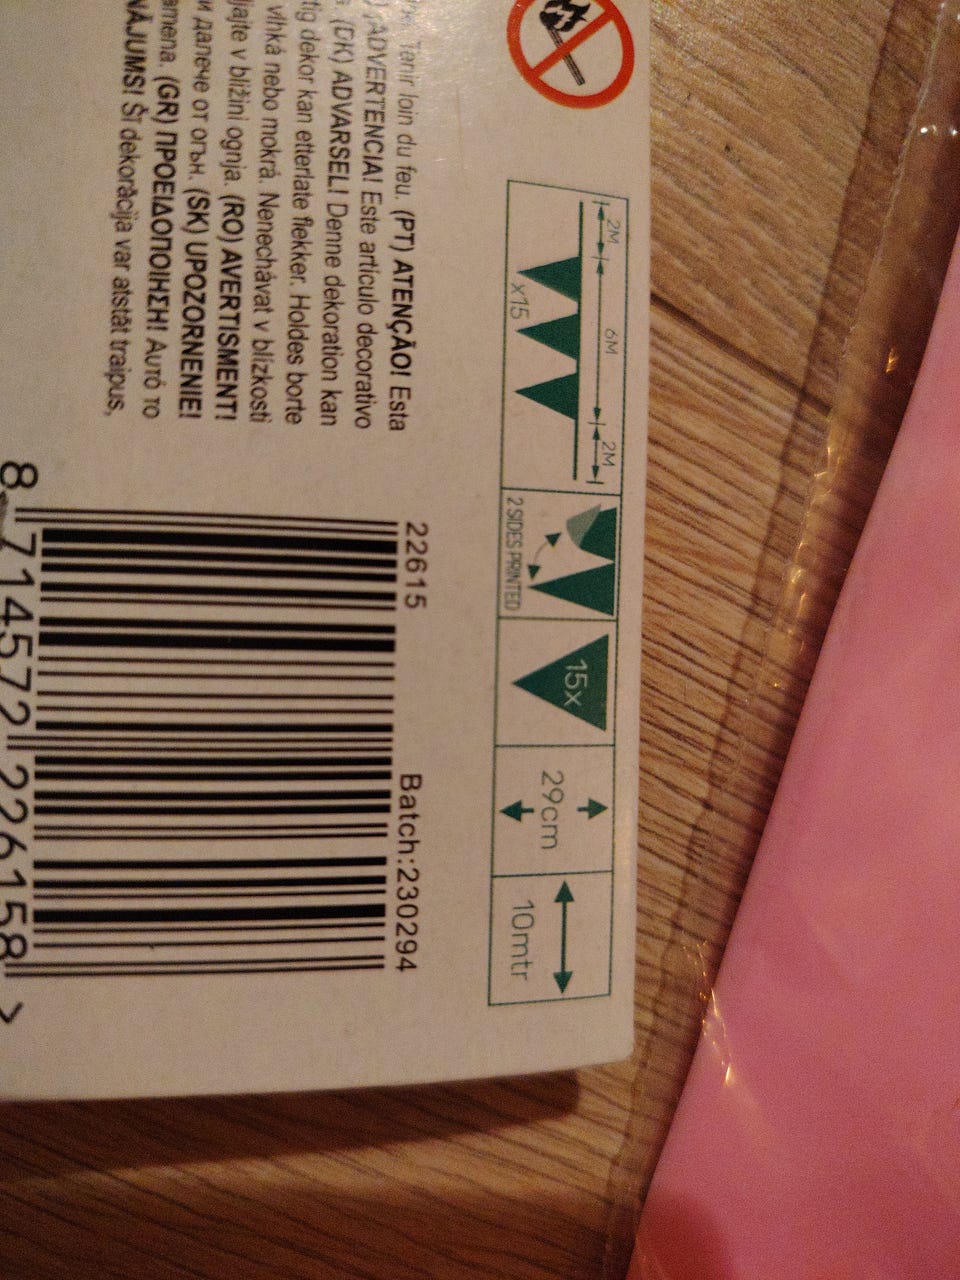 Tenir loin du feu. (PT) ATENÇÃO! Esta
¡ADVERTENCIA! Este artículo decorativo
(DK) ADVARSEL! Denne dekoration kan
dekor kan etterlate flekker. Holdes borte
vlhká nebo mokrá. Nenechávat v blízkosti
v bližini ognja. (RO) AVERTISMENT!
и далече от огън. (SK) UPOZORNENIE!
(GR) ΠΡΟΕΙΔΟΠΟΙΗΣΗ! Αυτό το
Šī dekorācija var atstāt traipus,
2M
6M
2M
x15
2 SIDES PRINTED
15x
29cm
10mtr
22615
Batch:230294
8 714572 226158 >